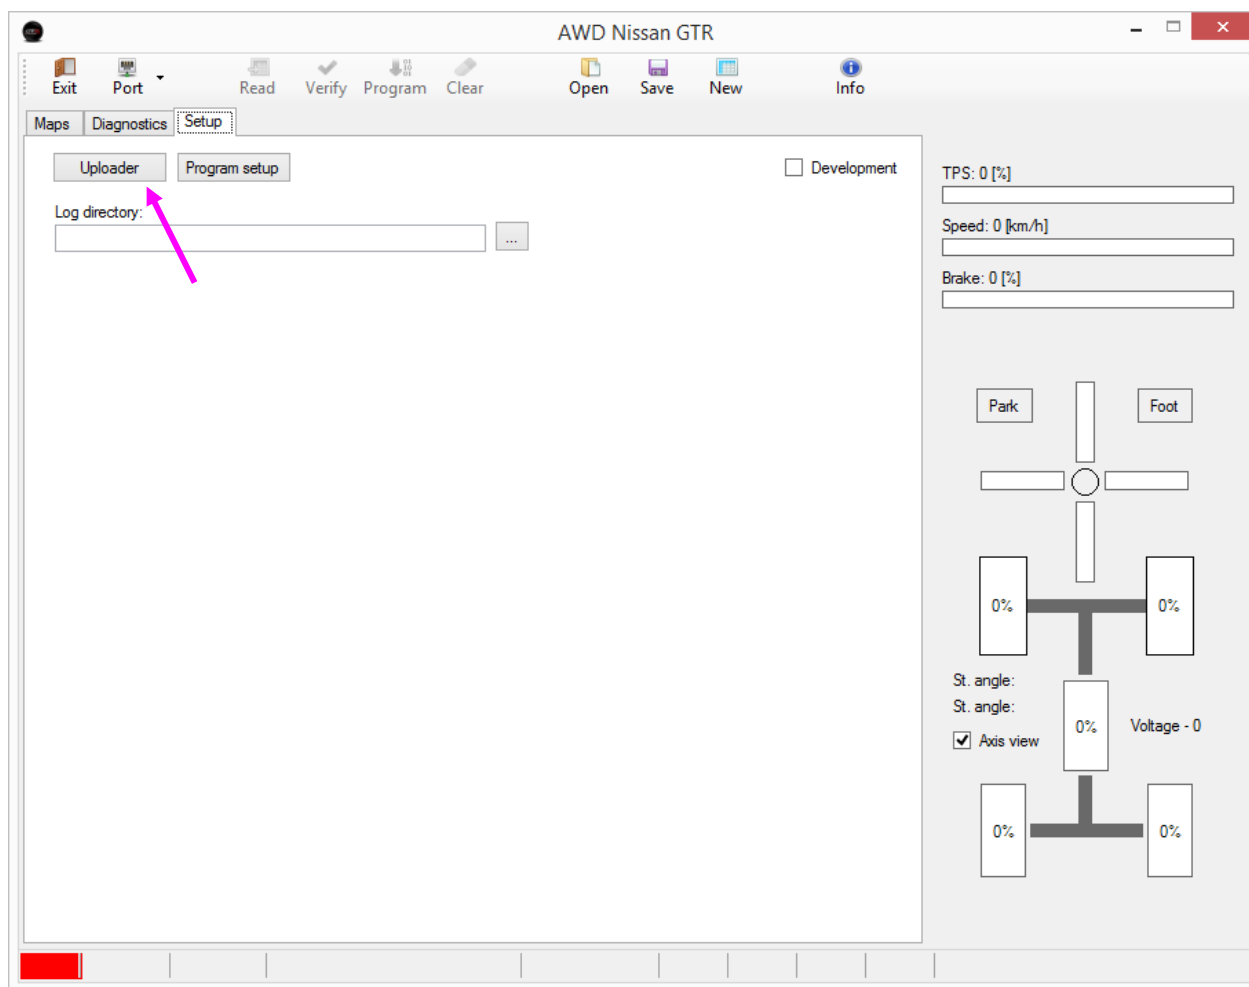 AWD Nissan GTR
Exit Port Read Verify Program Clear Open Save New Info
Maps Diagnostics Setup
Uploader Program setup Development
Log directory:
...
TPS: 0 [%]
Speed: 0 [km/h]
Brake: 0 [%]
Park Foot
0% 0%
St. angle:
St. angle:
0% Voltage - 0
Axis view
0% 0%